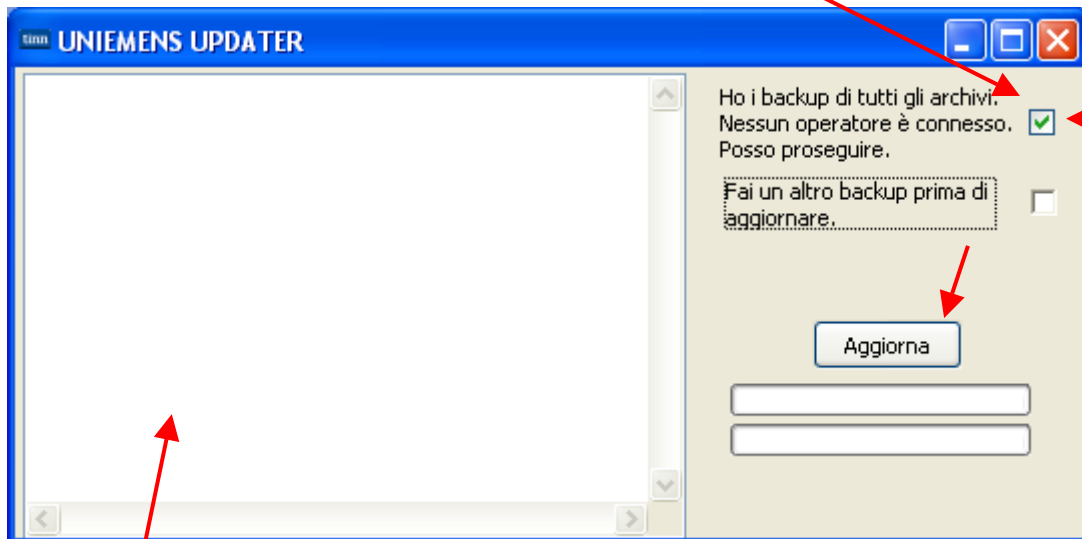 tinn UNIEMENS UPDATER
Ho i backup di tutti gli archivi.
Nessun operatore è connesso.
Posso proseguire.
Fai un altro backup prima di
aggiornare.
Aggiorna